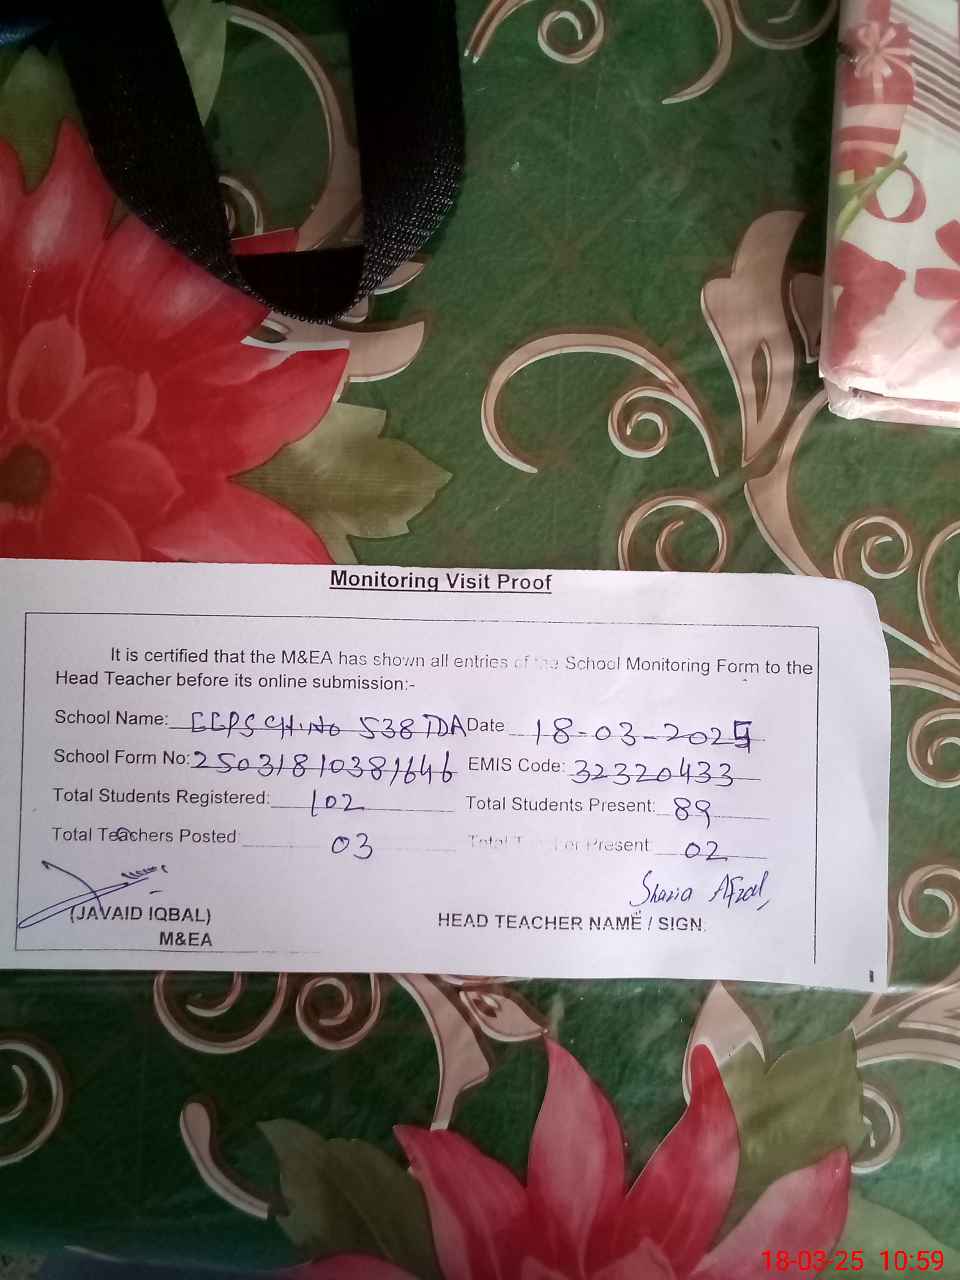 Monitoring Visit Proof
It is certified that the M&EA has shown all entries of the School Monitoring Form to the
Head Teacher before its online submission:-
School Name: GGPS CH.No 538 TDA Date 18-03-2025
School Form No: 25031810381646 EMIS Code: 32320433
Total Students Registered: 102 Total Students Present: 89
Total Teachers Posted: 03 Total Teacher Present 02
Shazia Afzal,
(JAVAID IQBAL) HEAD TEACHER NAME / SIGN:
M&EA
18-03-25 10:59